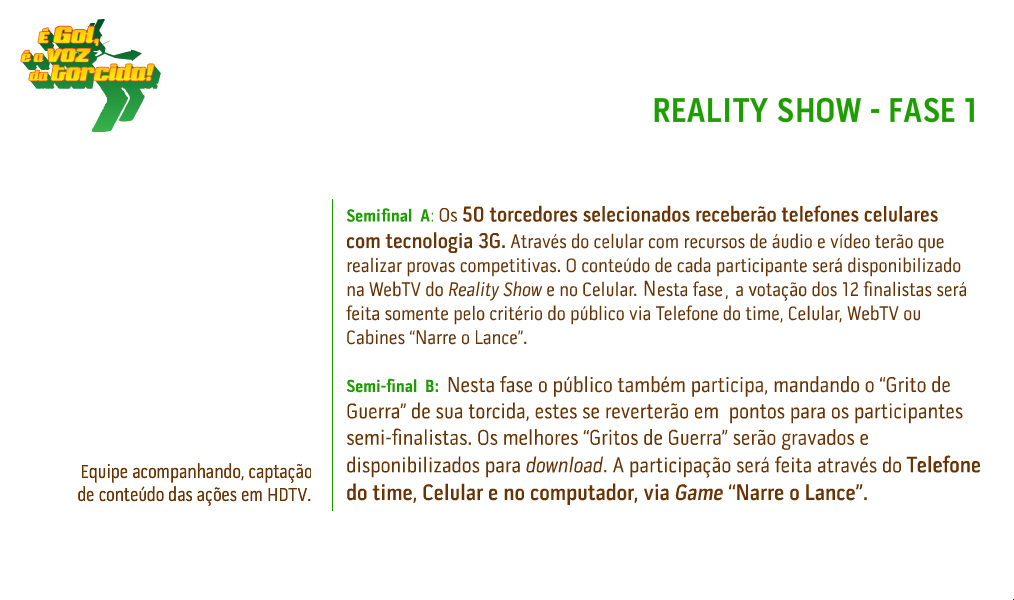 É Gol,
é a voz
da torcida!
REALITY SHOW - FASE 1
Semifinal A: Os 50 torcedores selecionados receberão telefones celulares
com tecnologia 3G. Através do celular com recursos de áudio e vídeo terão que
realizar provas competitivas. O conteúdo de cada participante será disponibilizado
na WebTV do Reality Show e no Celular. Nesta fase, a votação dos 12 finalistas será
feita somente pelo critério do público via Telefone do time, Celular, WebTV ou
Cabines “Narre o Lance”.
Semi-final B: Nesta fase o público também participa, mandando o “Grito de
Guerra” de sua torcida, estes se reverterão em pontos para os participantes
semi-finalistas. Os melhores “Gritos de Guerra” serão gravados e
disponibilizados para download. A participação será feita através do Telefone
do time, Celular e no computador, via Game “Narre o Lance”.
Equipe acompanhando, captação
de conteúdo das ações em HDTV.